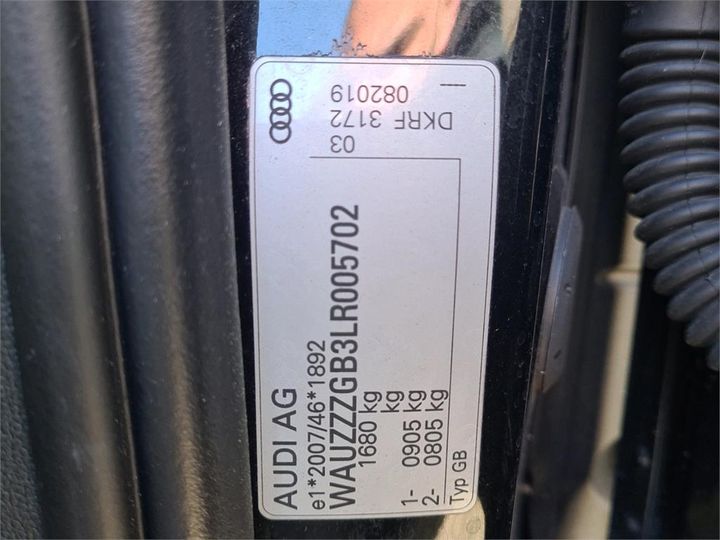 AUDI AG
e1*2007/46*1892
WAUZZZGB3LR005702
1680 kg
1- 0905 kg
2- 0805 kg
Typ GB
03
DKRF 3172
082019